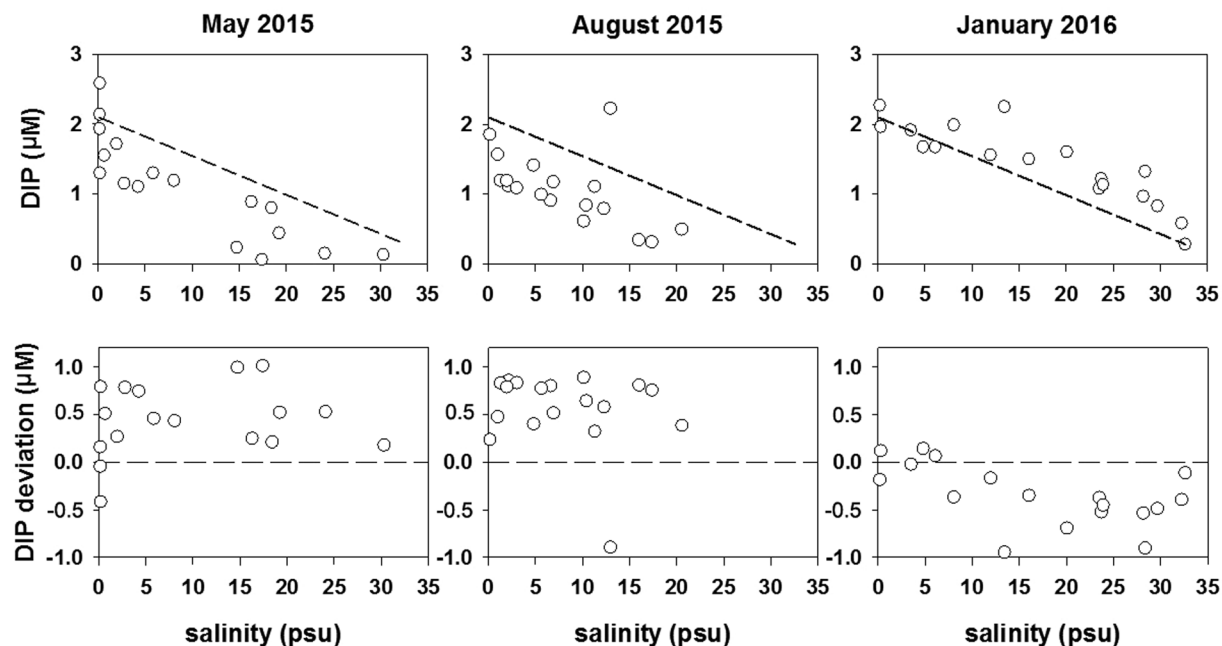 May 2015 August 2015 January 2016
DIP (µM)
3 3 3
2 2 2
1 1 1
0 0 0
0 5 10 15 20 25 30 35 0 5 10 15 20 25 30 35 0 5 10 15 20 25 30 35
DIP deviation (µM)
1.0 1.0 1.0
0.5 0.5 0.5
0.0 0.0 0.0
-0.5 -0.5 -0.5
-1.0 -1.0 -1.0
0 5 10 15 20 25 30 35 0 5 10 15 20 25 30 35 0 5 10 15 20 25 30 35
salinity (psu) salinity (psu) salinity (psu)